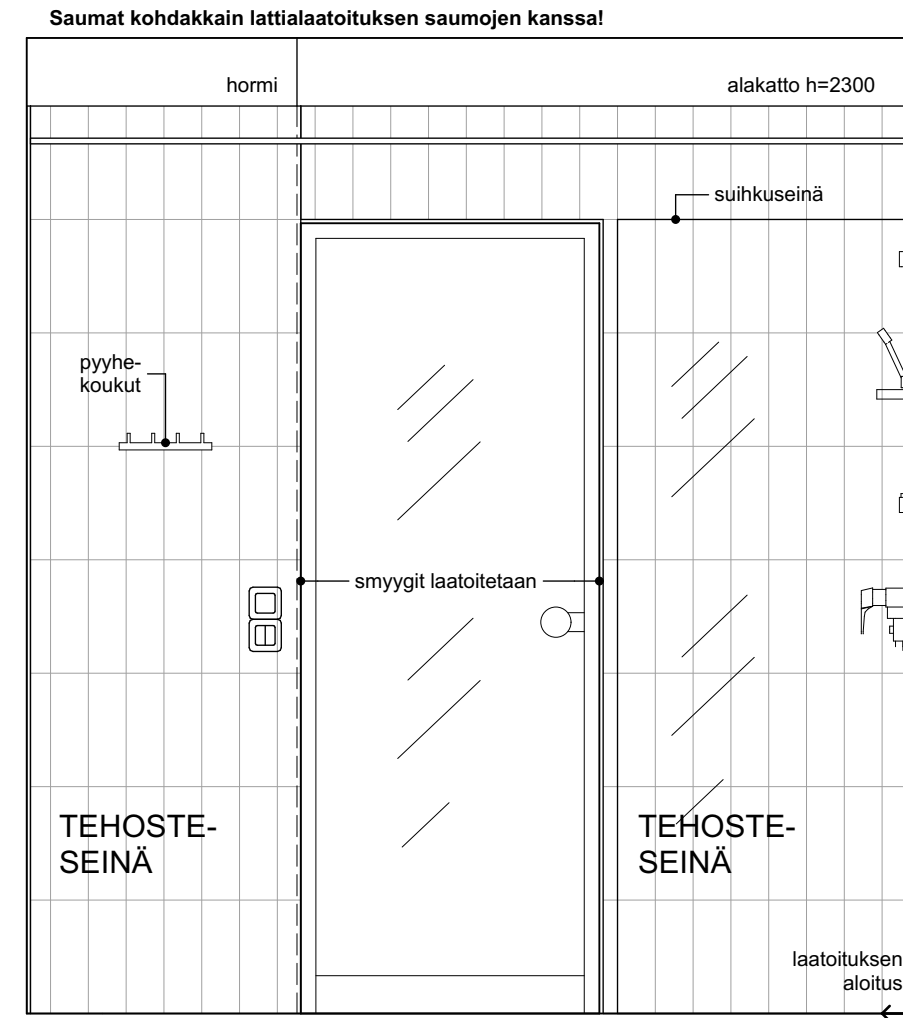 Saumat kohdakkain lattialaatoituksen saumojen kanssa!
hormi
alakatto h=2300
suihkuseinä
pyyhe-
koukut
smyygit laatoitetaan
TEHOSTE-
SEINÄ
TEHOSTE-
SEINÄ
laatoituksen
aloitus